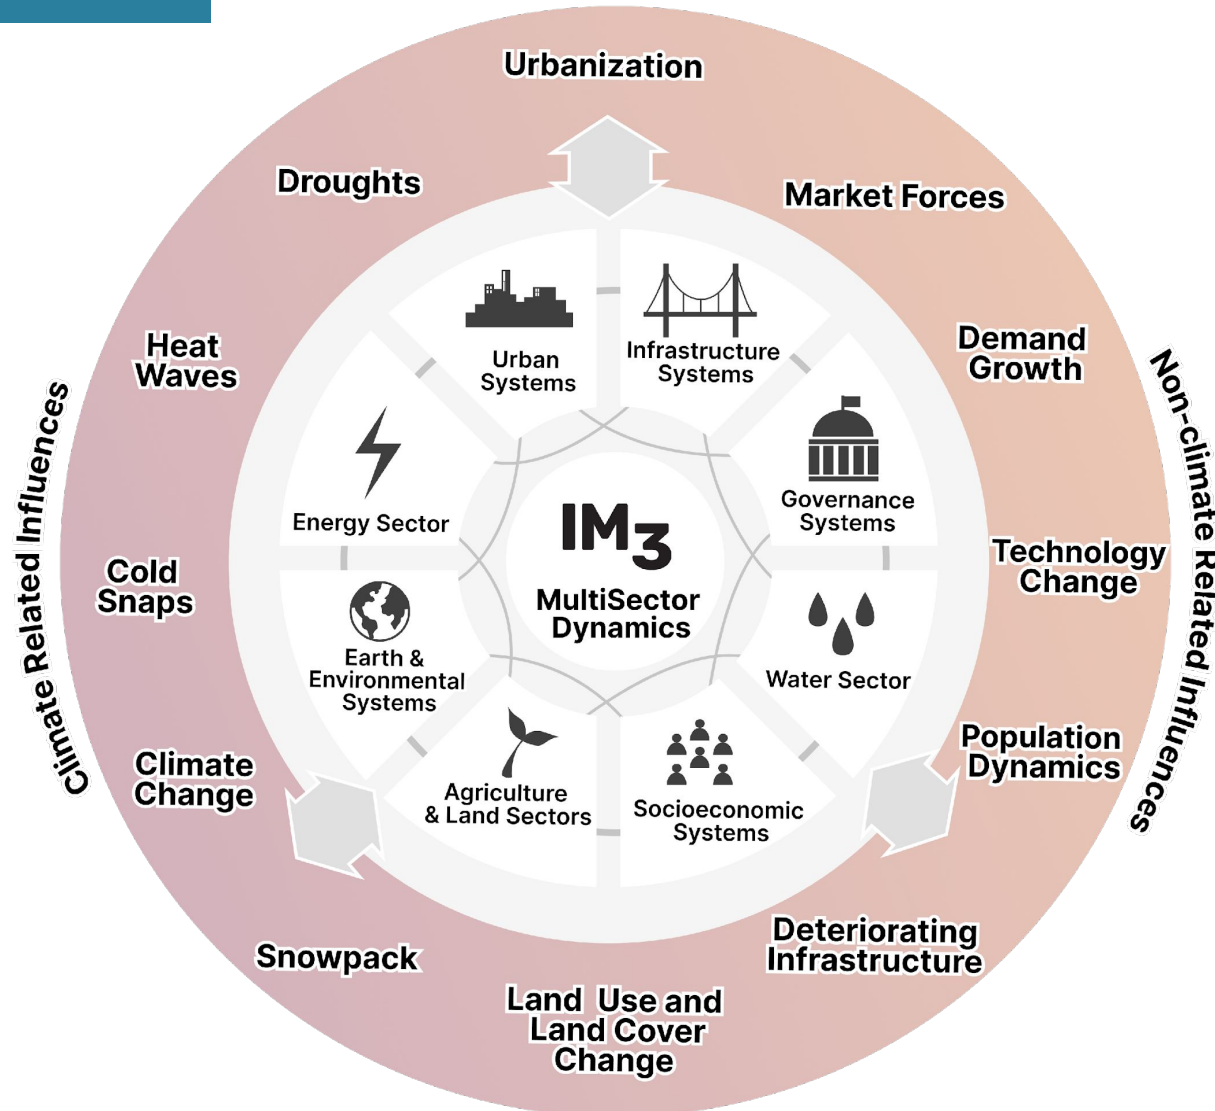 Urbanization
Droughts
Market Forces
Heat
Waves
Demand
Growth
Cold
Snaps
Technology
Change
Climate
Change
Population
Dynamics
Snowpack
Deteriorating
Infrastructure
Land Use and
Land Cover
Change
Climate Related Influences
Non-climate Related Influences
Urban
Systems
Infrastructure
Systems
Energy Sector
Governance
Systems
Earth &
Environmental
Systems
Water Sector
Agriculture
& Land Sectors
Socioeconomic
Systems
IM3
MultiSector
Dynamics